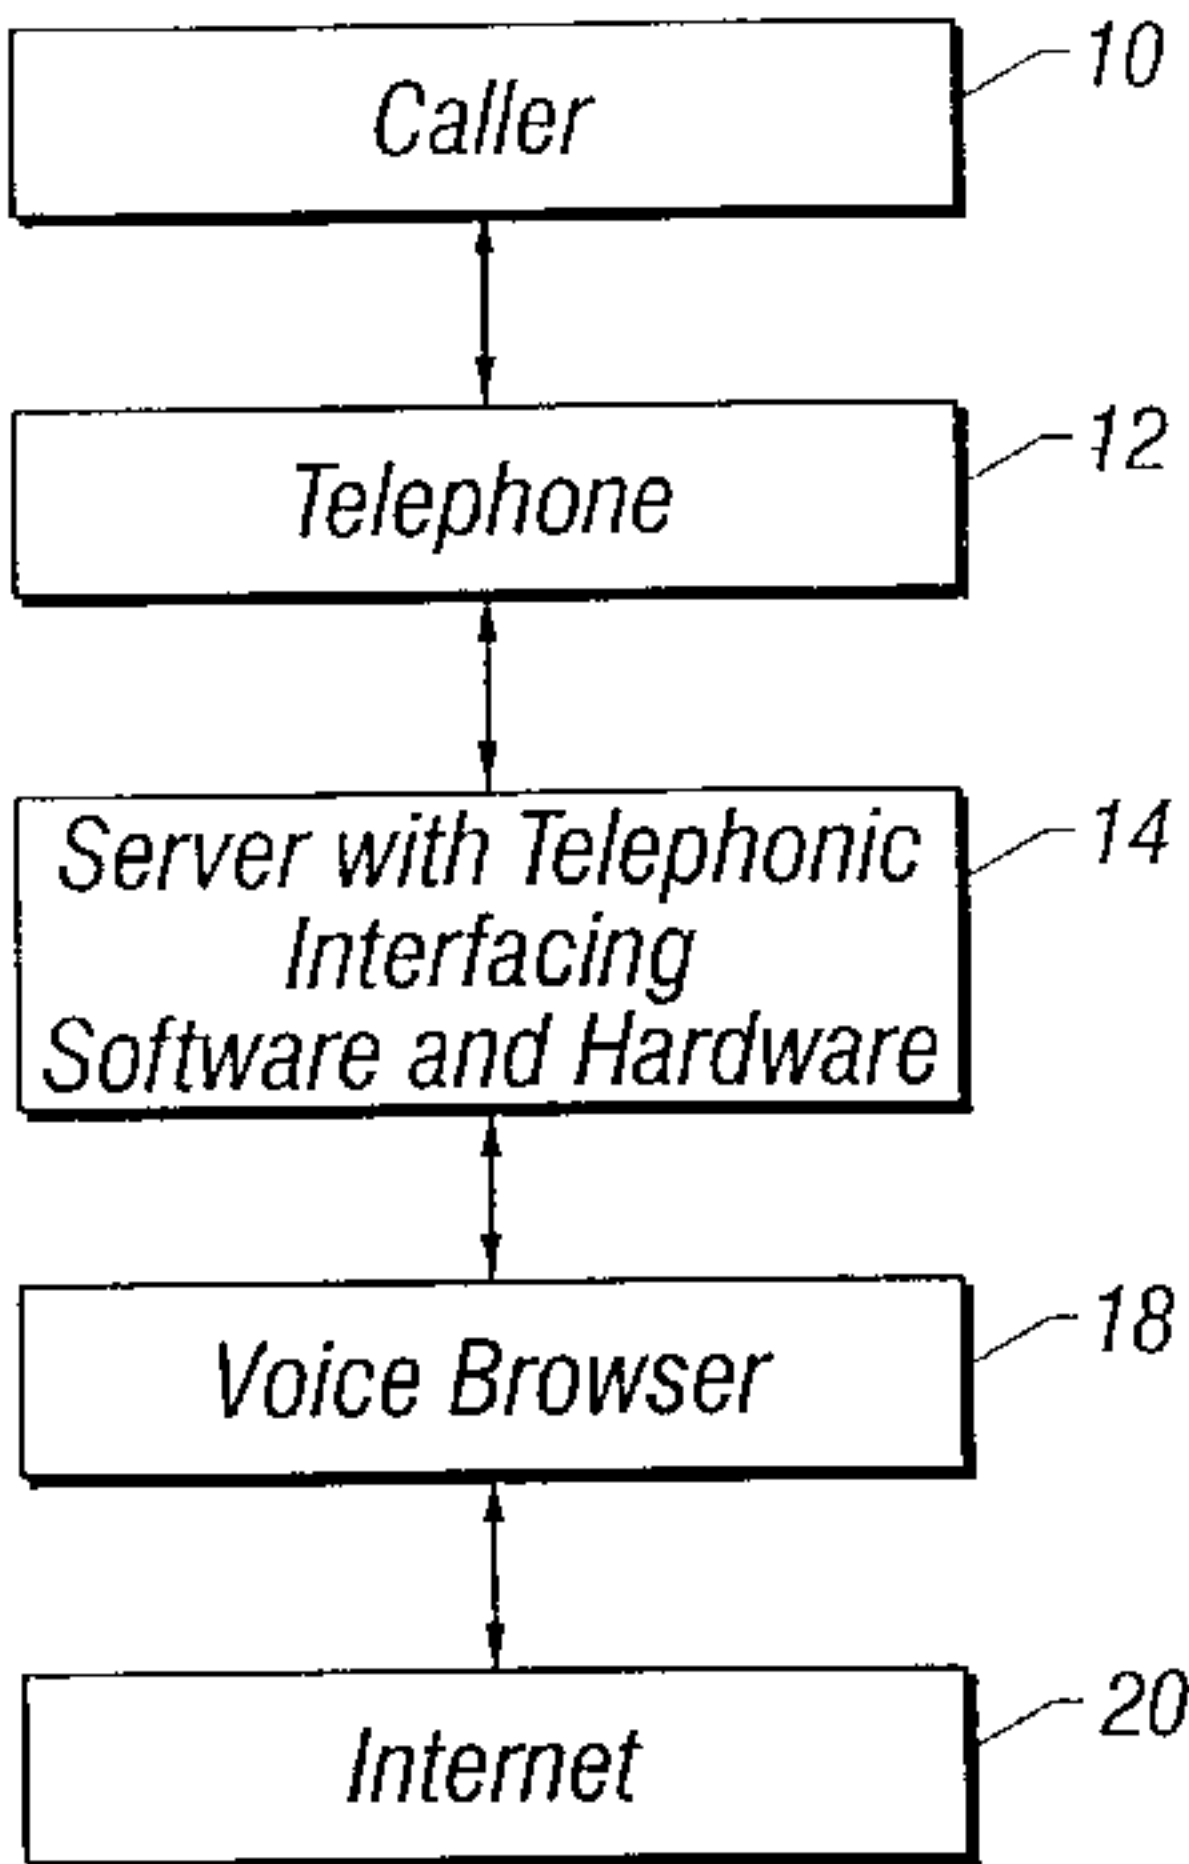 Caller
10
Telephone
12
Server with Telephonic
Interfacing
Software and Hardware
14
Voice Browser
18
Internet
20